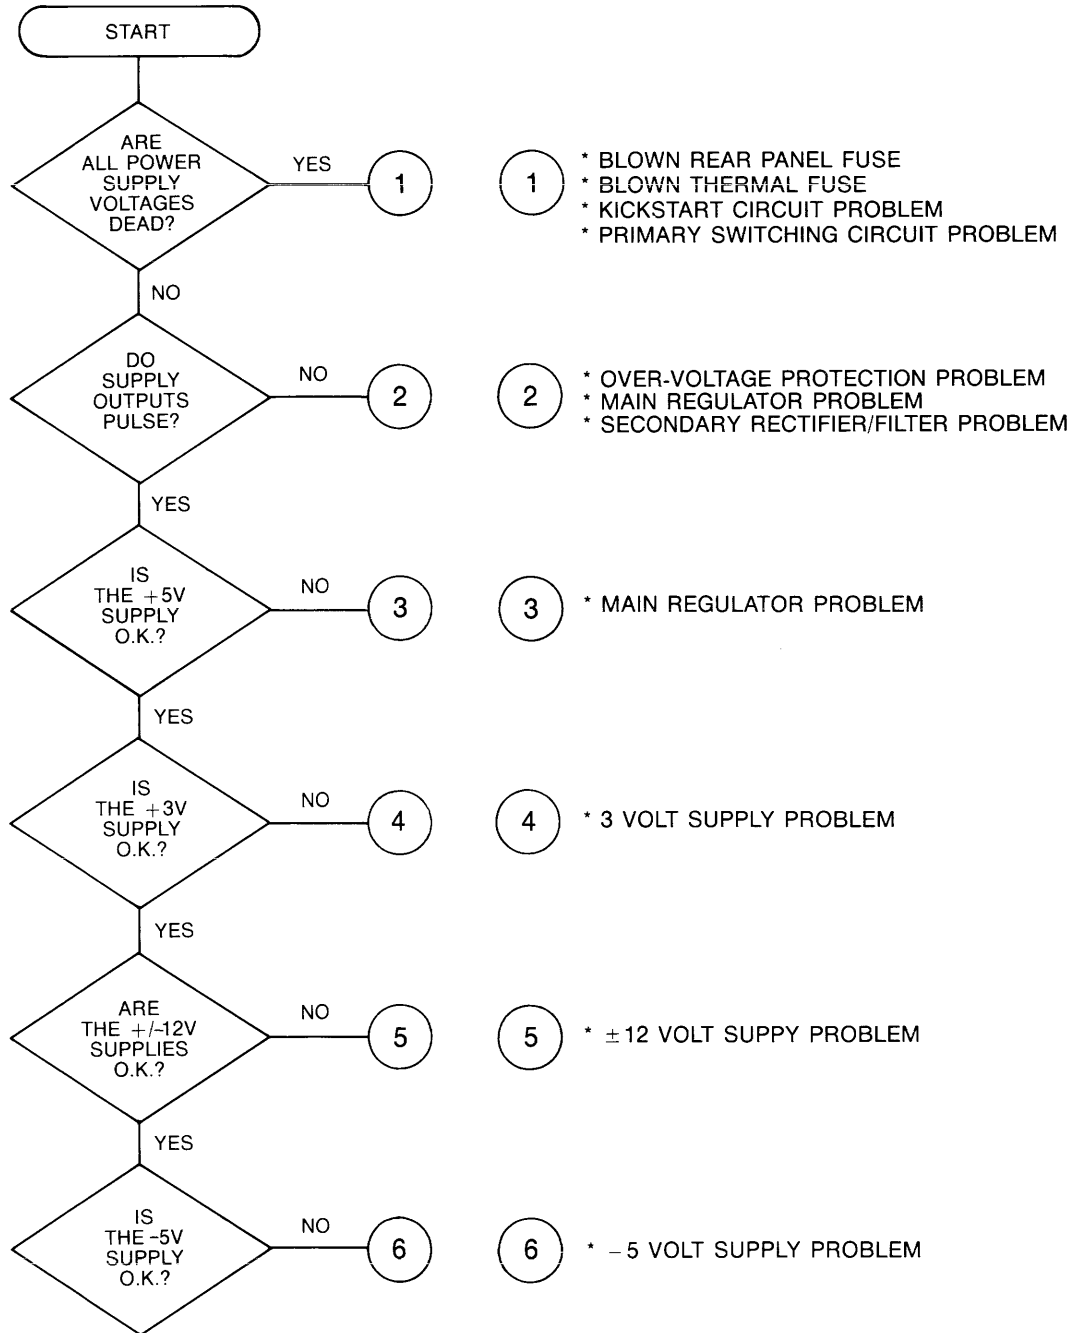 START
ARE
ALL POWER
SUPPLY
VOLTAGES
DEAD?
YES
1
1
* BLOWN REAR PANEL FUSE
* BLOWN THERMAL FUSE
* KICKSTART CIRCUIT PROBLEM
* PRIMARY SWITCHING CIRCUIT PROBLEM
NO
DO
SUPPLY
OUTPUTS
PULSE?
NO
2
2
* OVER-VOLTAGE PROTECTION PROBLEM
* MAIN REGULATOR PROBLEM
* SECONDARY RECTIFIER/FILTER PROBLEM
YES
IS
THE +5V
SUPPLY
O.K.?
NO
3
3
* MAIN REGULATOR PROBLEM
YES
IS
THE +3V
SUPPLY
O.K.?
NO
4
4
* 3 VOLT SUPPLY PROBLEM
YES
ARE
THE +/-12V
SUPPLIES
O.K.?
NO
5
5
* ±12 VOLT SUPPY PROBLEM
YES
IS
THE -5V
SUPPLY
O.K.?
NO
6
6
* -5 VOLT SUPPLY PROBLEM